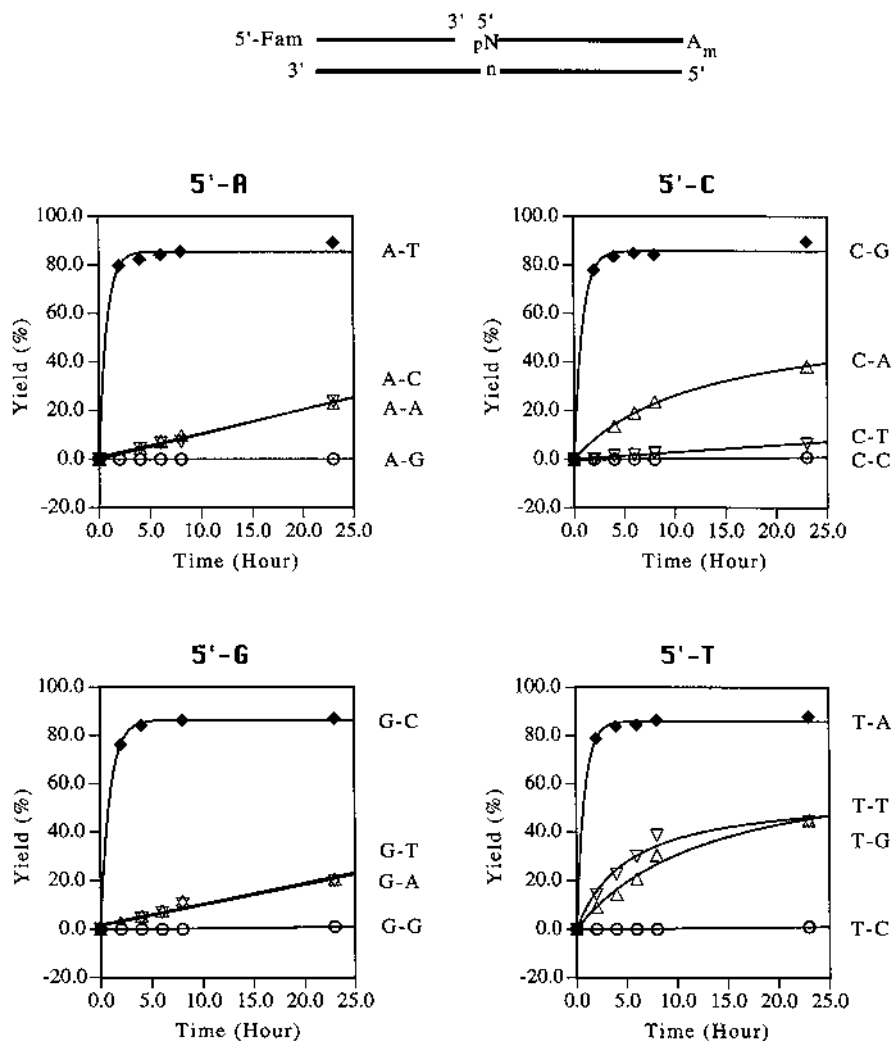 3' 5'
5'-Fam pN Am
3' n 5'
5'-A
100.0
80.0
60.0
40.0
20.0
0.0
-20.0
Yield (%)
0.0 5.0 10.0 15.0 20.0 25.0
Time (Hour)
A-T
A-C
A-A
A-G
5'-C
100.0
80.0
60.0
40.0
20.0
0.0
-20.0
Yield (%)
0.0 5.0 10.0 15.0 20.0 25.0
Time (Hour)
C-G
C-A
C-T
C-C
5'-G
100.0
80.0
60.0
40.0
20.0
0.0
-20.0
Yield (%)
0.0 5.0 10.0 15.0 20.0 25.0
Time (Hour)
G-C
G-T
G-A
G-G
5'-T
100.0
80.0
60.0
40.0
20.0
0.0
-20.0
Yield (%)
0.0 5.0 10.0 15.0 20.0 25.0
Time (Hour)
T-A
T-T
T-G
T-C